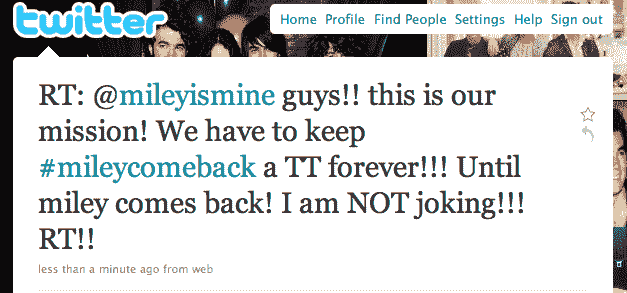 twitter
Home Profile Find People Settings Help Sign out
RT: @mileyismine guys!! this is our
mission! We have to keep
#mileycomeback a TT forever!!! Until
miley comes back! I am NOT joking!!!
RT!!
less than a minute ago from web